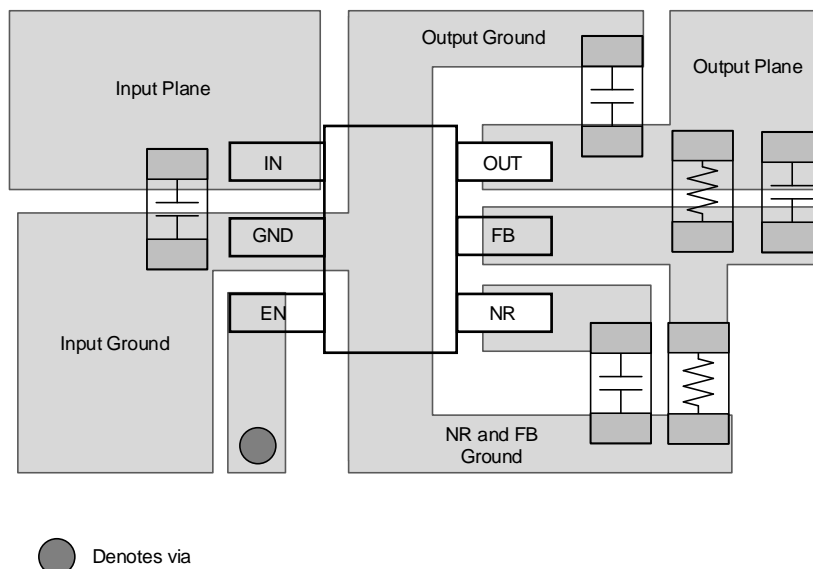 Output Ground
Input Plane
Output Plane
IN
OUT
GND
FB
EN
NR
Input Ground
NR and FB
Ground
Denotes via